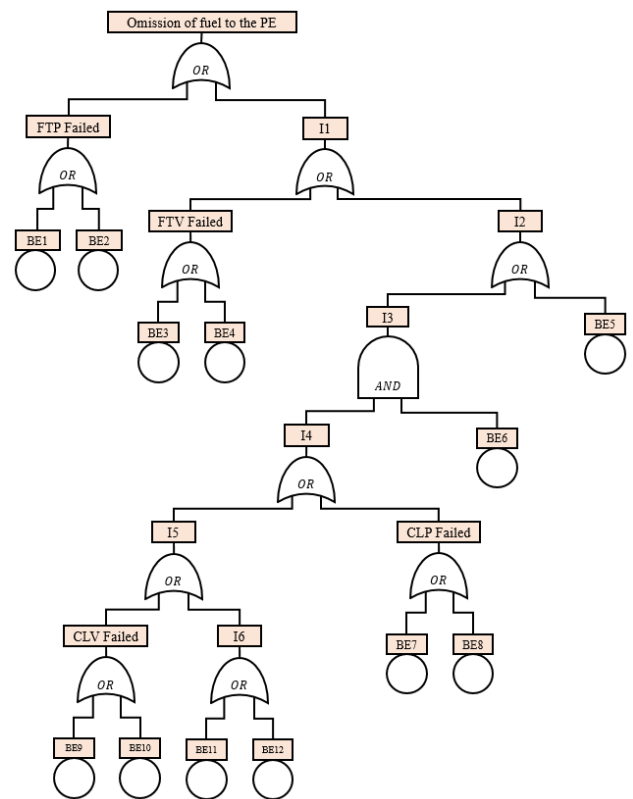 Omission of fuel to the PE
OR
FTP Failed
I1
OR
OR
BE1
BE2
FTV Failed
I2
OR
OR
BE3
BE4
I3
BE5
AND
I4
BE6
OR
I5
CLP Failed
OR
OR
CLV Failed
I6
BE7
BE8
OR
OR
BE9
BE10
BE11
BE12